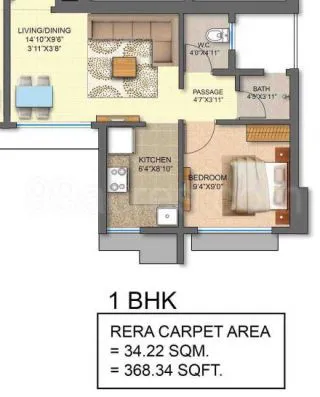 LIVING/DINING
14'10"X9'6"
3'11"X3'8"
W.C
4'0"X4'11"
PASSAGE
4'7"X3'11"
BATH
4'5"X3'11"
KITCHEN
6'4"X8'10"
BEDROOM
9'4"X9'0"
1 BHK
RERA CARPET AREA
= 34.22 SQM.
= 368.34 SQFT.